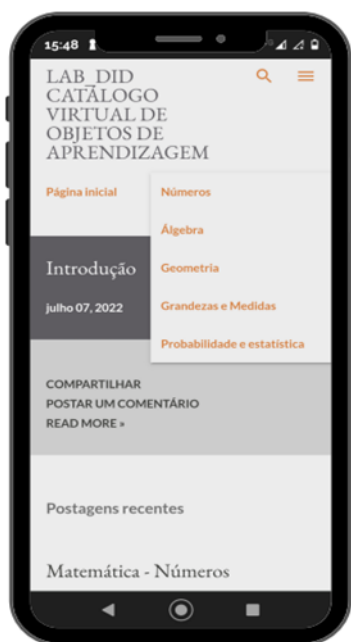 15:48
LAB_DID
CATÁLOGO
VIRTUAL DE
OBJETOS DE
APRENDIZAGEM
Página inicial
Números
Álgebra
Geometria
Grandezas e Medidas
Probabilidade e estatística
Introdução
julho 07, 2022
COMPARTILHAR
POSTAR UM COMENTÁRIO
READ MORE »
Postagens recentes
Matemática - Números